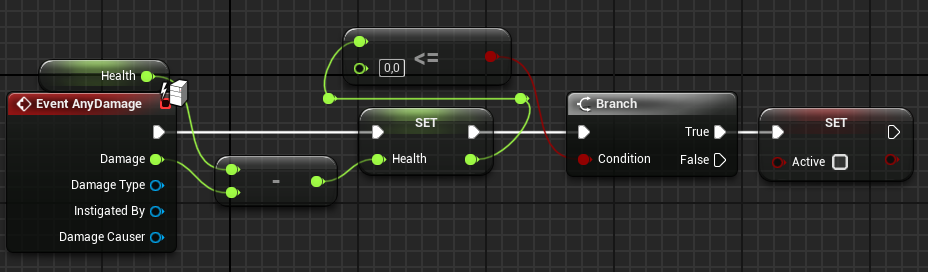 Health
Event AnyDamage
Damage
Damage Type
Instigated By
Damage Causer
-
0,0
<=
SET
Health
Branch
True
Condition
False
SET
Active